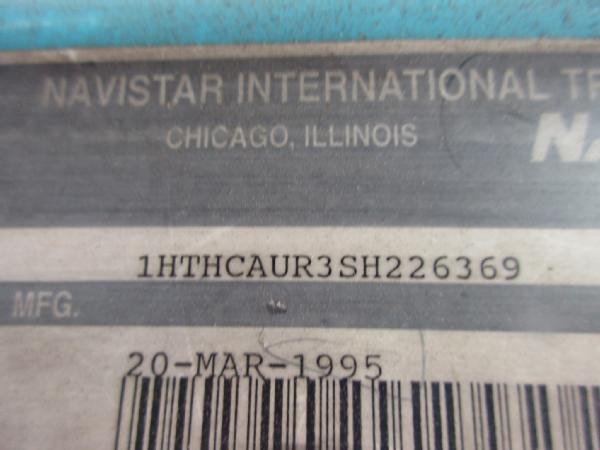 NAVISTAR INTERNATIONAL
CHICAGO, ILLINOIS
1HTHCAUR3SH226369
MFG.
20-MAR-1995